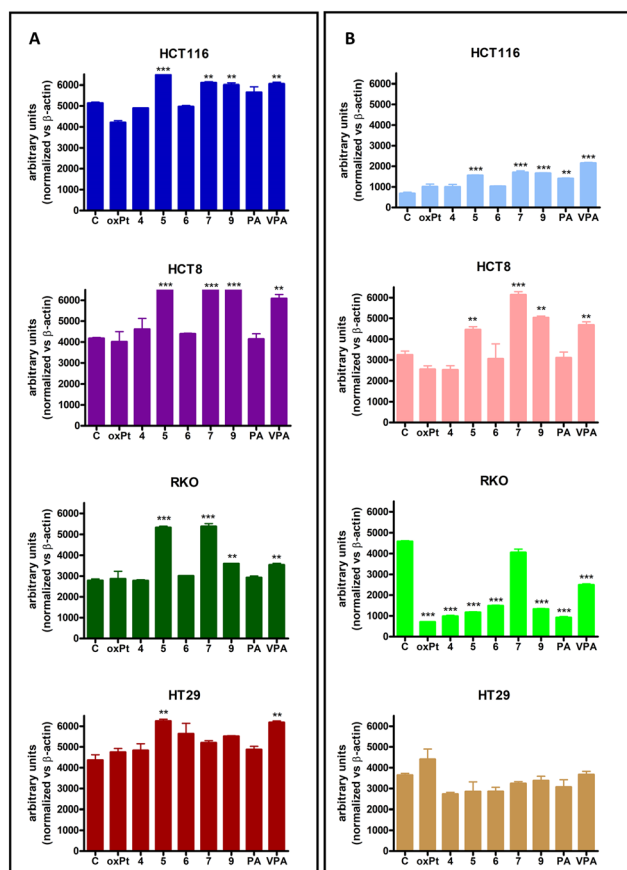 A
HCT116
arbitrary units
(normalized vs β-actin)
6000
5000
4000
3000
2000
1000
0
*** ** ** **
C oxPt 4 5 6 7 9 PA VPA
HCT8
arbitrary units
(normalized vs β-actin)
6000
5000
4000
3000
2000
1000
0
*** *** *** **
C oxPt 4 5 6 7 9 PA VPA
RKO
arbitrary units
(normalized vs β-actin)
6000
5000
4000
3000
2000
1000
0
*** *** ** **
C oxPt 4 5 6 7 9 PA VPA
HT29
arbitrary units
(normalized vs β-actin)
6000
5000
4000
3000
2000
1000
0
** **
C oxPt 4 5 6 7 9 PA VPA
B
HCT116
arbitrary units
(normalized vs β-actin)
6000
5000
4000
3000
2000
1000
0
*** *** *** ** ***
C oxPt 4 5 6 7 9 PA VPA
HCT8
arbitrary units
(normalized vs β-actin)
6000
5000
4000
3000
2000
1000
0
** *** ** **
C oxPt 4 5 6 7 9 PA VPA
RKO
arbitrary units
(normalized vs β-actin)
6000
5000
4000
3000
2000
1000
0
*** *** *** *** *** *** ***
C oxPt 4 5 6 7 9 PA VPA
HT29
arbitrary units
(normalized vs β-actin)
6000
5000
4000
3000
2000
1000
0
C oxPt 4 5 6 7 9 PA VPA